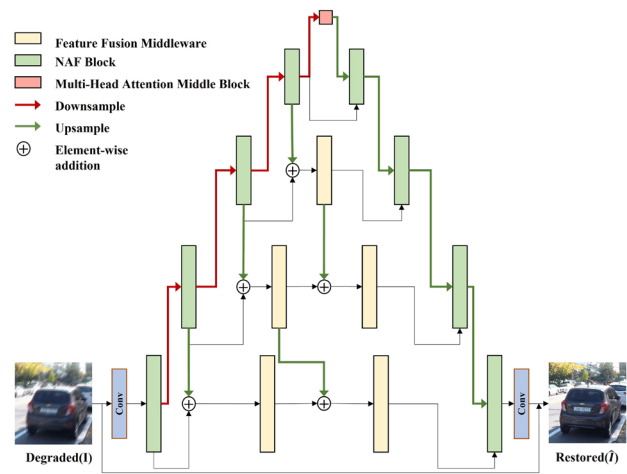 Feature Fusion Middleware
NAF Block
Multi-Head Attention Middle Block
Downsample
Upsample
Element-wise
addition
Conv
Conv
Degraded(I)
Restored(Î)